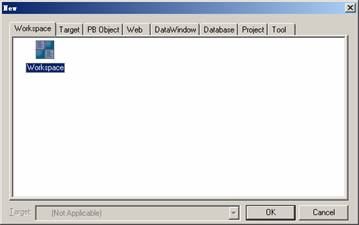 New
Workspace Target PB Object Web DataWindow Database Project Tool
Workspace
Target: (Not Applicable) OK Cancel